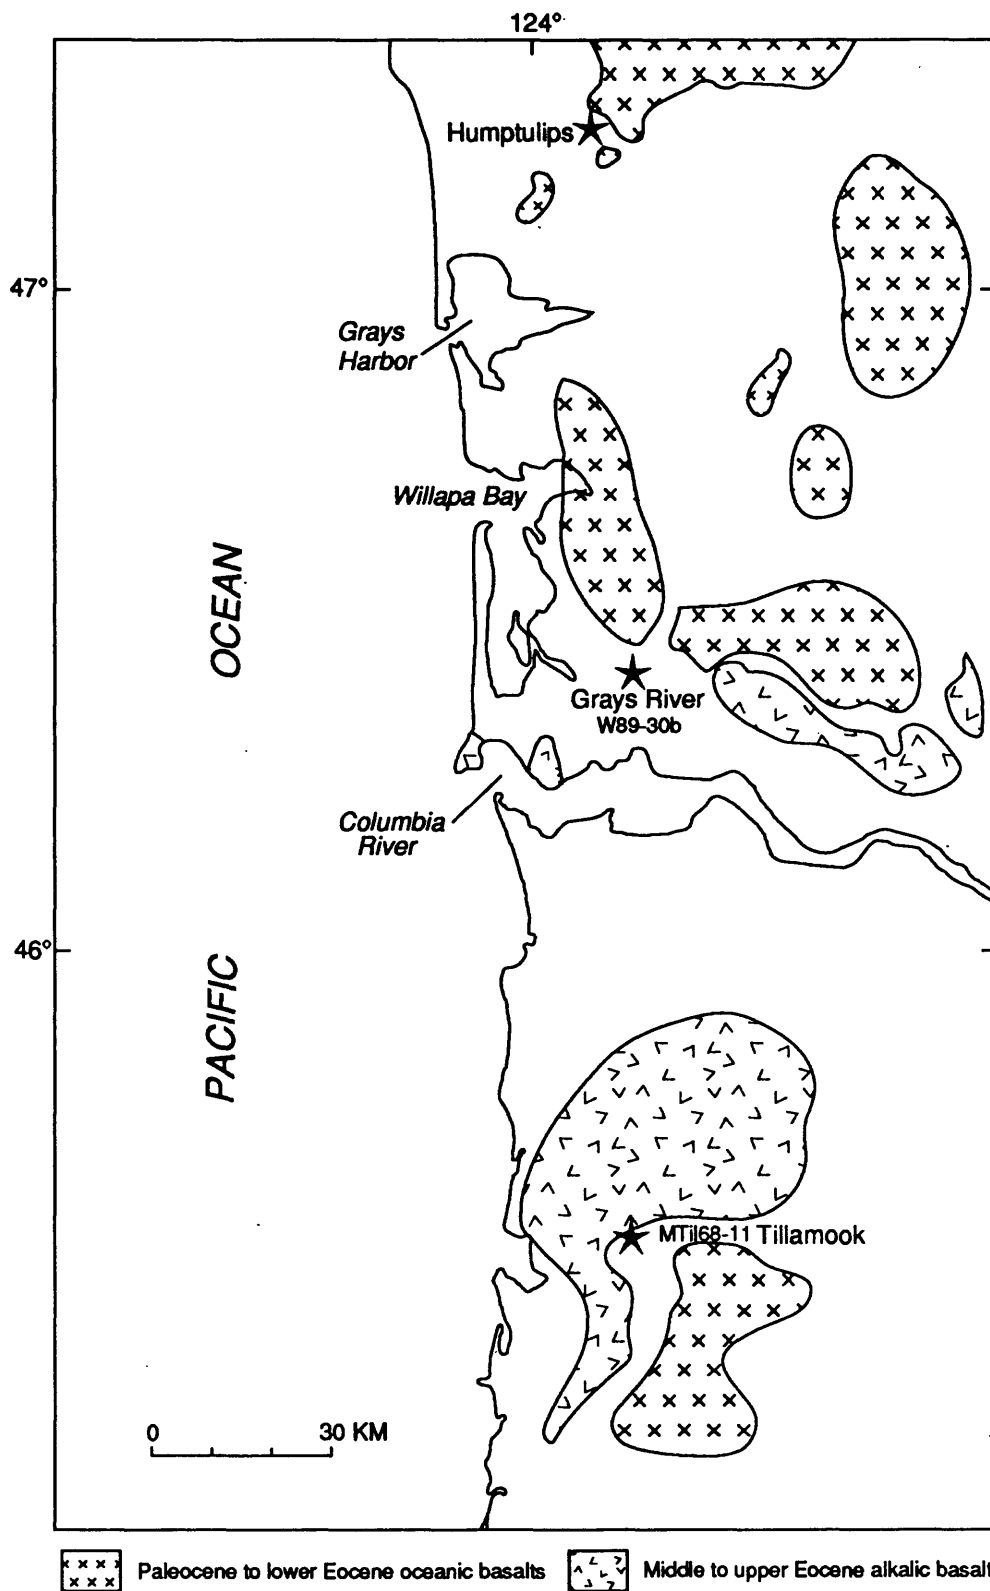 124°
Humptulips
47°
Grays
Harbor
Willapa Bay
OCEAN
Grays River
W89-30b
Columbia
River
46°
PACIFIC
MTil68-11 Tillamook
0 30 KM
Paleocene to lower Eocene oceanic basalts
Middle to upper Eocene alkalic basalt